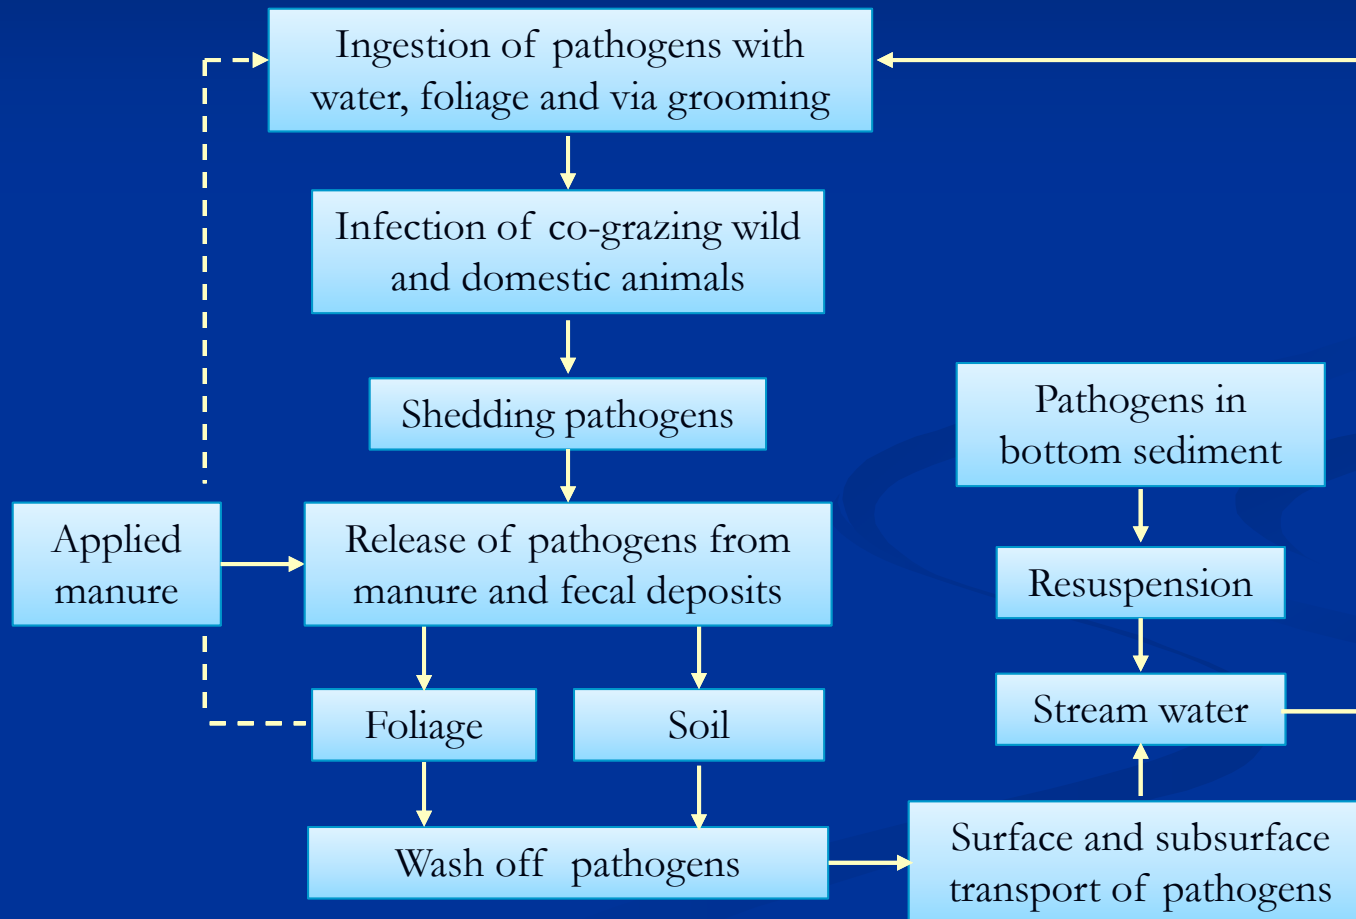 Ingestion of pathogens with
water, foliage and via grooming
Infection of co-grazing wild
and domestic animals
Shedding pathogens
Pathogens in
bottom sediment
Applied
manure
Release of pathogens from
manure and fecal deposits
Resuspension
Foliage
Soil
Stream water
Wash off pathogens
Surface and subsurface
transport of pathogens